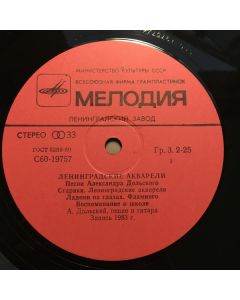 МИНИСТЕРСТВО КУЛЬТУРЫ СССР
ВСЕСОЮЗНАЯ ФИРМА ГРАМПЛАСТИНОК
МЕЛОДИЯ
ЛЕНИНГРАДСКИЙ ЗАВОД
СТЕРЕО 33
ГОСТ 5289-80
Гр. 3. 2-25
С60-19757
1
ЛЕНИНГРАДСКИЕ АКВАРЕЛИ
Песни Александра Дольского
Старики. Ленинградские акварели
Ладони на глазах. Фламинго
Воспоминание о школе
А. Дольский, пение и гитара
Запись 1983 г.